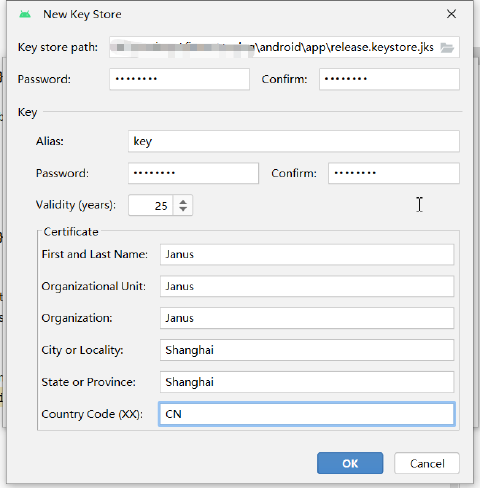 New Key Store
Key store path: \android\app\release.keystore.jks
Password: •••••••• Confirm: ••••••••
Key
Alias: key
Password: •••••••• Confirm: ••••••••
Validity (years): 25
Certificate
First and Last Name: Janus
Organizational Unit: Janus
Organization: Janus
City or Locality: Shanghai
State or Province: Shanghai
Country Code (XX): CN
OK Cancel